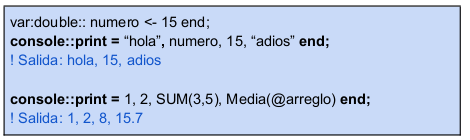 var:double:: numero <- 15 end;
console::print = “hola”, numero, 15, “adios” end;
! Salida: hola, 15, adios
console::print = 1, 2, SUM(3,5), Media(@arreglo) end;
! Salida: 1, 2, 8, 15.7